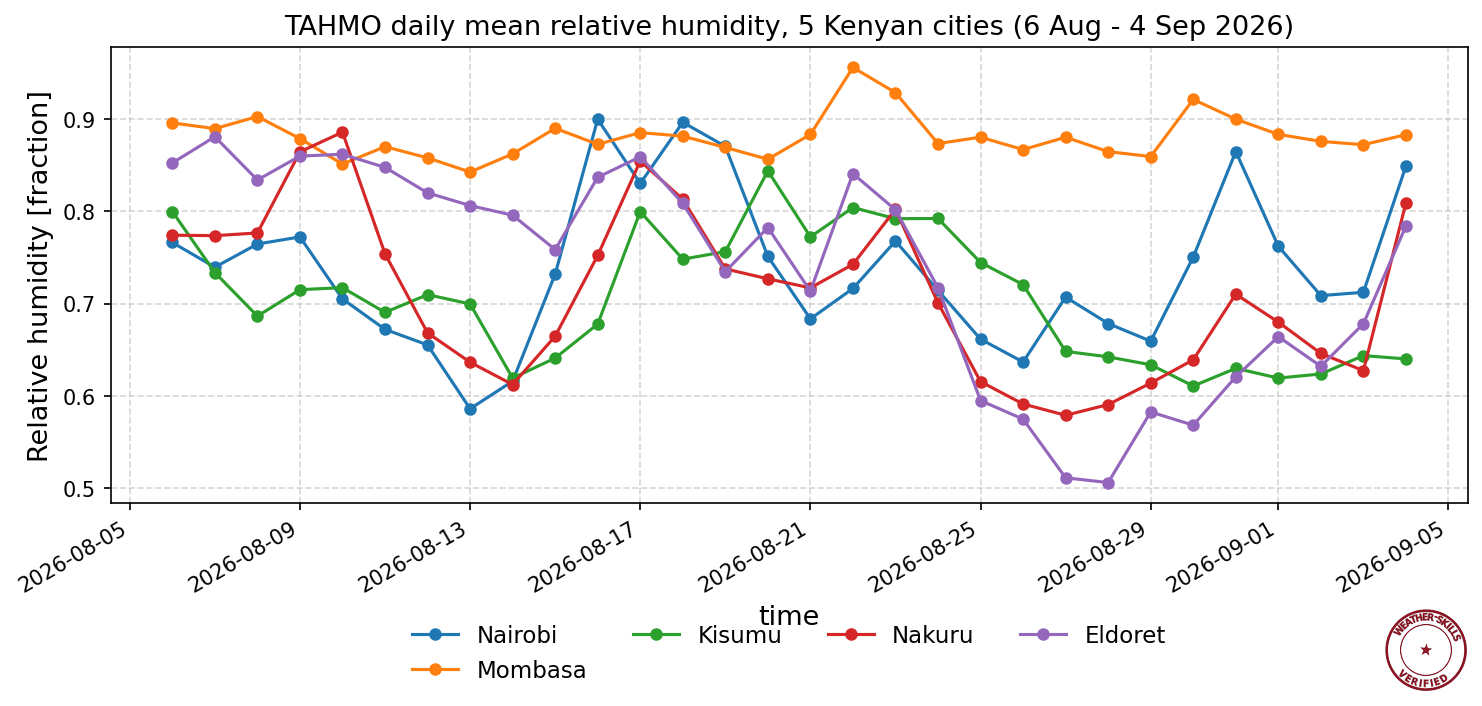 TAHMO daily mean relative humidity, 5 Kenyan cities (6 Aug - 4 Sep 2026)
Relative humidity [fraction]
0.9
0.8
0.7
0.6
0.5
2026-08-05
2026-08-09
2026-08-13
2026-08-17
2026-08-21
2026-08-25
2026-08-29
2026-09-01
2026-09-05
time
Nairobi
Mombasa
Kisumu
Nakuru
Eldoret
WEATHER-SKILLS
VERIFIED